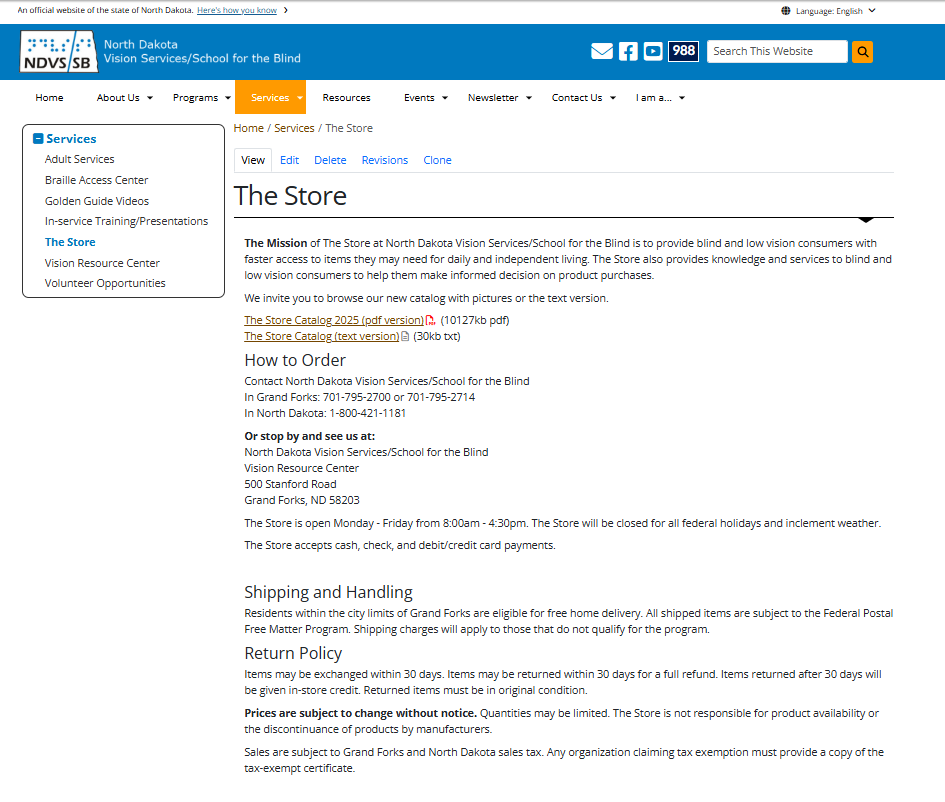 An official website of the state of North Dakota. Here's how you know
Language: English
NDVS SB
North Dakota
Vision Services/School for the Blind
988
Search This Website
Home
About Us
Programs
Services
Resources
Events
Newsletter
Contact Us
I am a...
Services
Adult Services
Braille Access Center
Golden Guide Videos
In-service Training/Presentations
The Store
Vision Resource Center
Volunteer Opportunities
Home / Services / The Store
View
Edit
Delete
Revisions
Clone
The Store
The Mission of The Store at North Dakota Vision Services/School for the Blind is to provide blind and low vision consumers with
faster access to items they may need for daily and independent living. The Store also provides knowledge and services to blind and
low vision consumers to help them make informed decision on product purchases.
We invite you to browse our new catalog with pictures or the text version.
The Store Catalog 2025 (pdf version) (10127kb pdf)
The Store Catalog (text version) (30kb txt)
How to Order
Contact North Dakota Vision Services/School for the Blind
In Grand Forks: 701-795-2700 or 701-795-2714
In North Dakota: 1-800-421-1181
Or stop by and see us at:
North Dakota Vision Services/School for the Blind
Vision Resource Center
500 Stanford Road
Grand Forks, ND 58203
The Store is open Monday - Friday from 8:00am - 4:30pm. The Store will be closed for all federal holidays and inclement weather.
The Store accepts cash, check, and debit/credit card payments.
Shipping and Handling
Residents within the city limits of Grand Forks are eligible for free home delivery. All shipped items are subject to the Federal Postal
Free Matter Program. Shipping charges will apply to those that do not qualify for the program.
Return Policy
Items may be exchanged within 30 days. Items may be returned within 30 days for a full refund. Items returned after 30 days will
be given in-store credit. Returned items must be in original condition.
Prices are subject to change without notice. Quantities may be limited. The Store is not responsible for product availability or
the discontinuance of products by manufacturers.
Sales are subject to Grand Forks and North Dakota sales tax. Any organization claiming tax exemption must provide a copy of the
tax-exempt certificate.